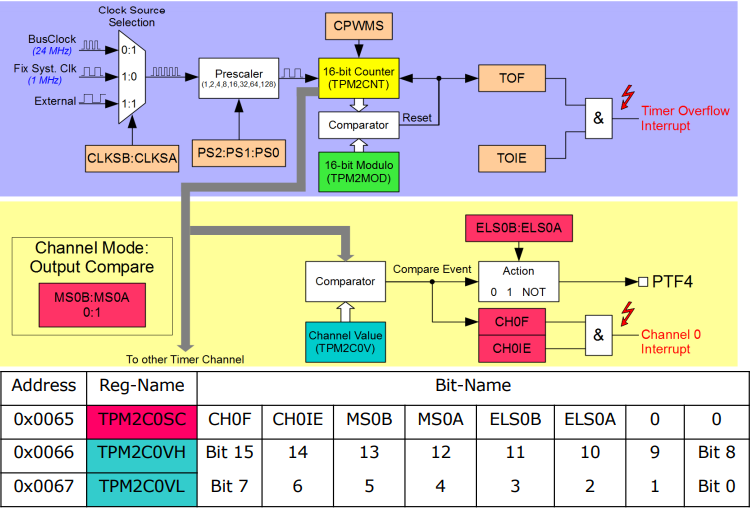 Clock Source
Selection
CPWMS
BusClock
(24 MHz)
0:1
Fix Syst. Clk
(1 MHz)
1:0
External
1:1
Prescaler
(1,2,4,8,16,32,64,128)
16-bit Counter
(TPM2CNT)
TOF
Reset
Comparator
&
Timer Overflow
Interrupt
CLKSB:CLKSA
PS2:PS1:PS0
16-bit Modulo
(TPM2MOD)
TOIE
Channel Mode:
Output Compare
MS0B:MS0A
0:1
ELS0B:ELS0A
Comparator
Compare Event
Action
0 1 NOT
PTF4
Channel Value
(TPM2C0V)
CH0F
CH0IE
&
Channel 0
Interrupt
To other Timer Channel
Address Reg-Name Bit-Name
0x0065 TPM2C0SC CH0F CH0IE MS0B MS0A ELS0B ELS0A 0 0
0x0066 TPM2C0VH Bit 15 14 13 12 11 10 9 Bit 8
0x0067 TPM2C0VL Bit 7 6 5 4 3 2 1 Bit 0